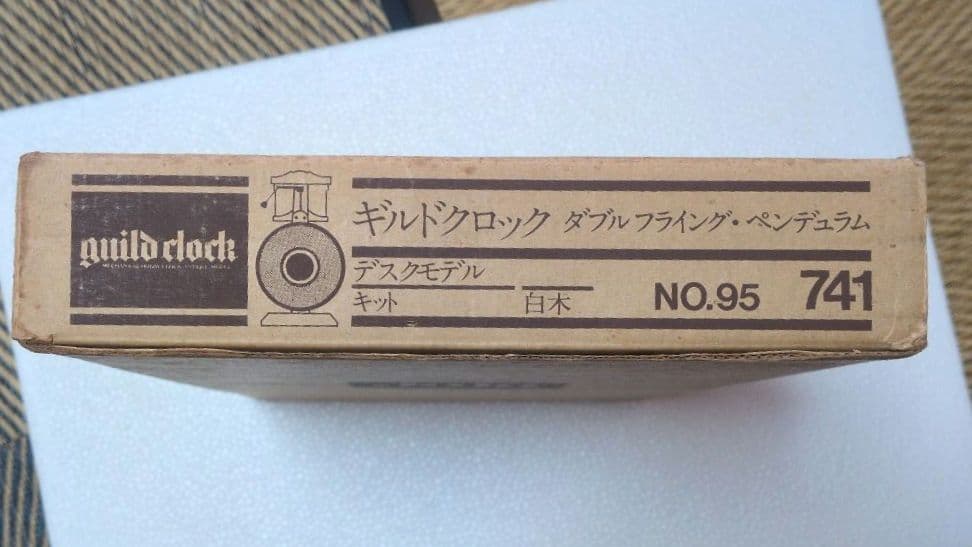 guild clock
ギルドクロック ダブル フライング・ペンデュラム
デスクモデル
キット 白木 NO.95 741